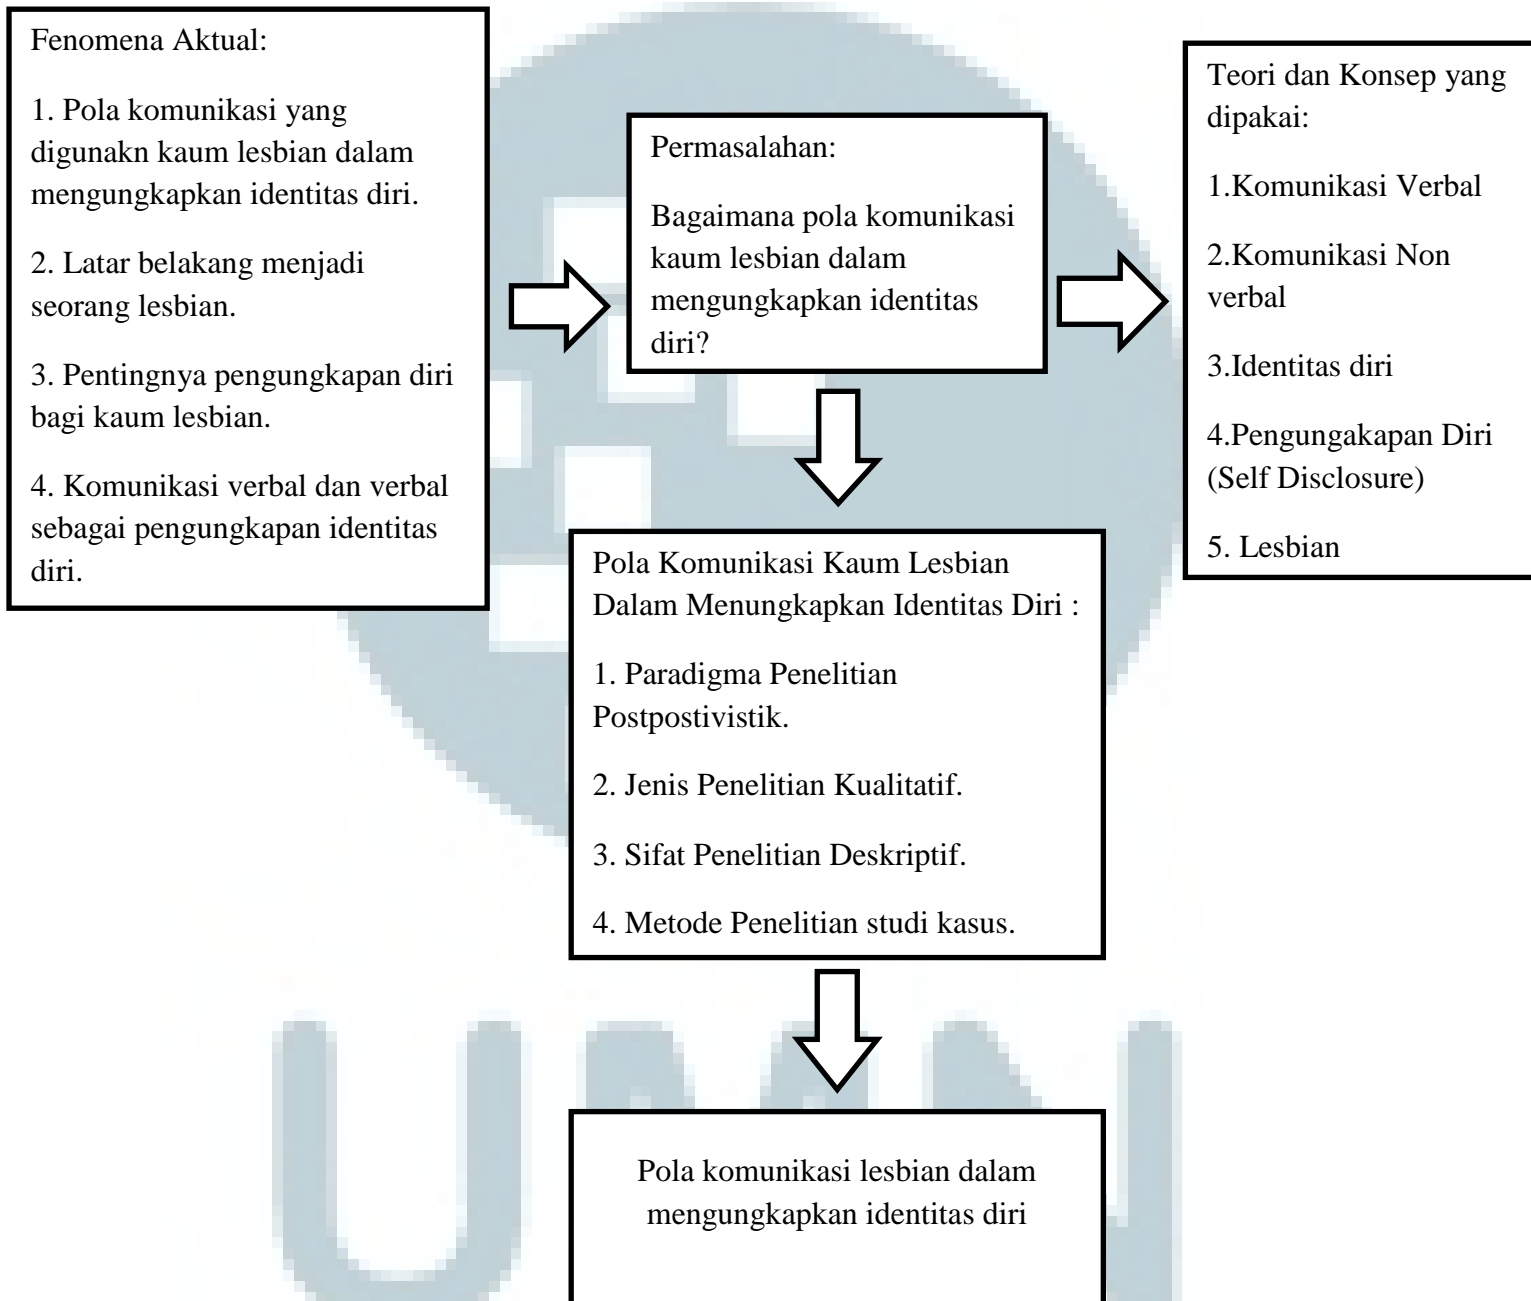 Fenomena Aktual:
1. Pola komunikasi yang
digunakn kaum lesbian dalam
mengungkapkan identitas diri.
2. Latar belakang menjadi
seorang lesbian.
3. Pentingnya pengungkapan diri
bagi kaum lesbian.
4. Komunikasi verbal dan verbal
sebagai pengungkapan identitas
diri.
Permasalahan:
Bagaimana pola komunikasi
kaum lesbian dalam
mengungkapkan identitas
diri?
Teori dan Konsep yang
dipakai:
1.Komunikasi Verbal
2.Komunikasi Non
verbal
3.Identitas diri
4.Pengungakapan Diri
(Self Disclosure)
5. Lesbian
Pola Komunikasi Kaum Lesbian
Dalam Menungkapkan Identitas Diri :
1. Paradigma Penelitian
Postpostivistik.
2. Jenis Penelitian Kualitatif.
3. Sifat Penelitian Deskriptif.
4. Metode Penelitian studi kasus.
Pola komunikasi lesbian dalam
mengungkapkan identitas diri
UMN